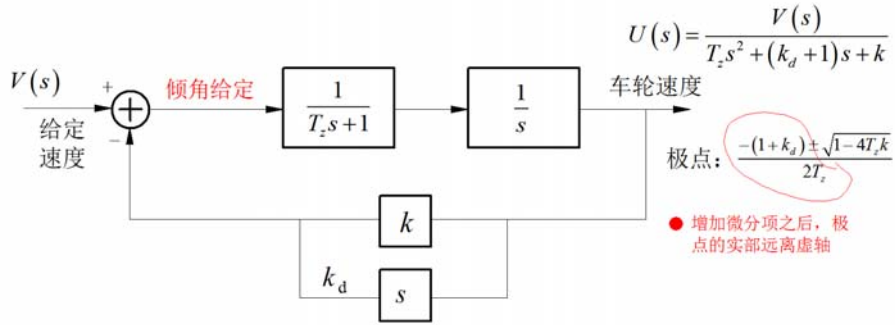 U(s) = V(s) / (T_z s² + (k_d + 1)s + k)
V(s)
+
倾角给定
1 / (T_z s + 1)
1 / s
车轮速度
给定
速度
−
极点： (−(1 + k_d) ± √(1 − 4T_z k)) / (2T_z)
k
● 增加微分项之后，极
点的实部远离虚轴
k_d
s